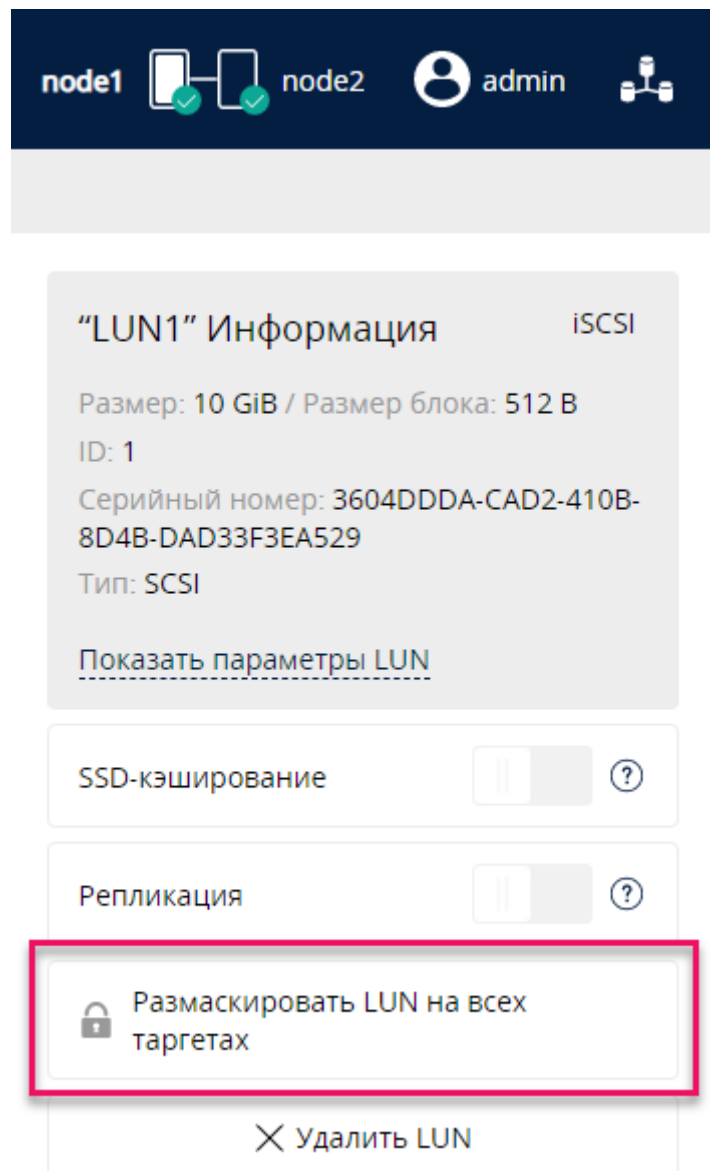 node1 node2 admin
“LUN1” Информация iSCSI
Размер: 10 GiB / Размер блока: 512 B
ID: 1
Серийный номер: 3604DDDA-CAD2-410B-
8D4B-DAD33F3EA529
Тип: SCSI
Показать параметры LUN
SSD-кэширование ?
Репликация ?
Размаскировать LUN на всех
таргетах
Удалить LUN